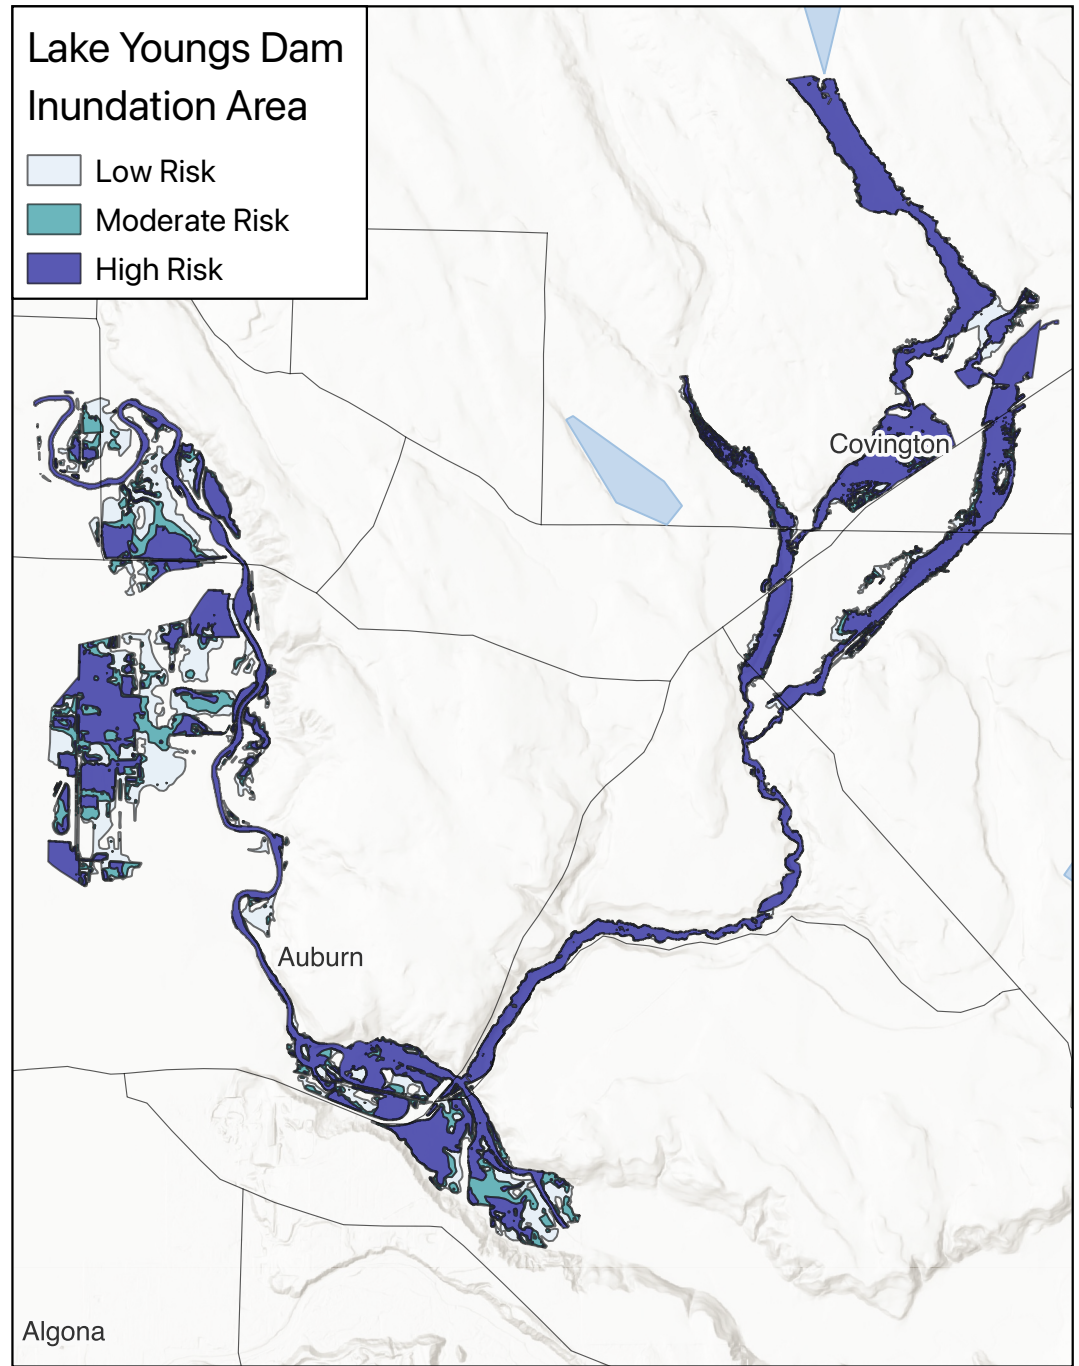 Lake Youngs Dam
Inundation Area
Low Risk
Moderate Risk
High Risk
Covington
Auburn
Algona